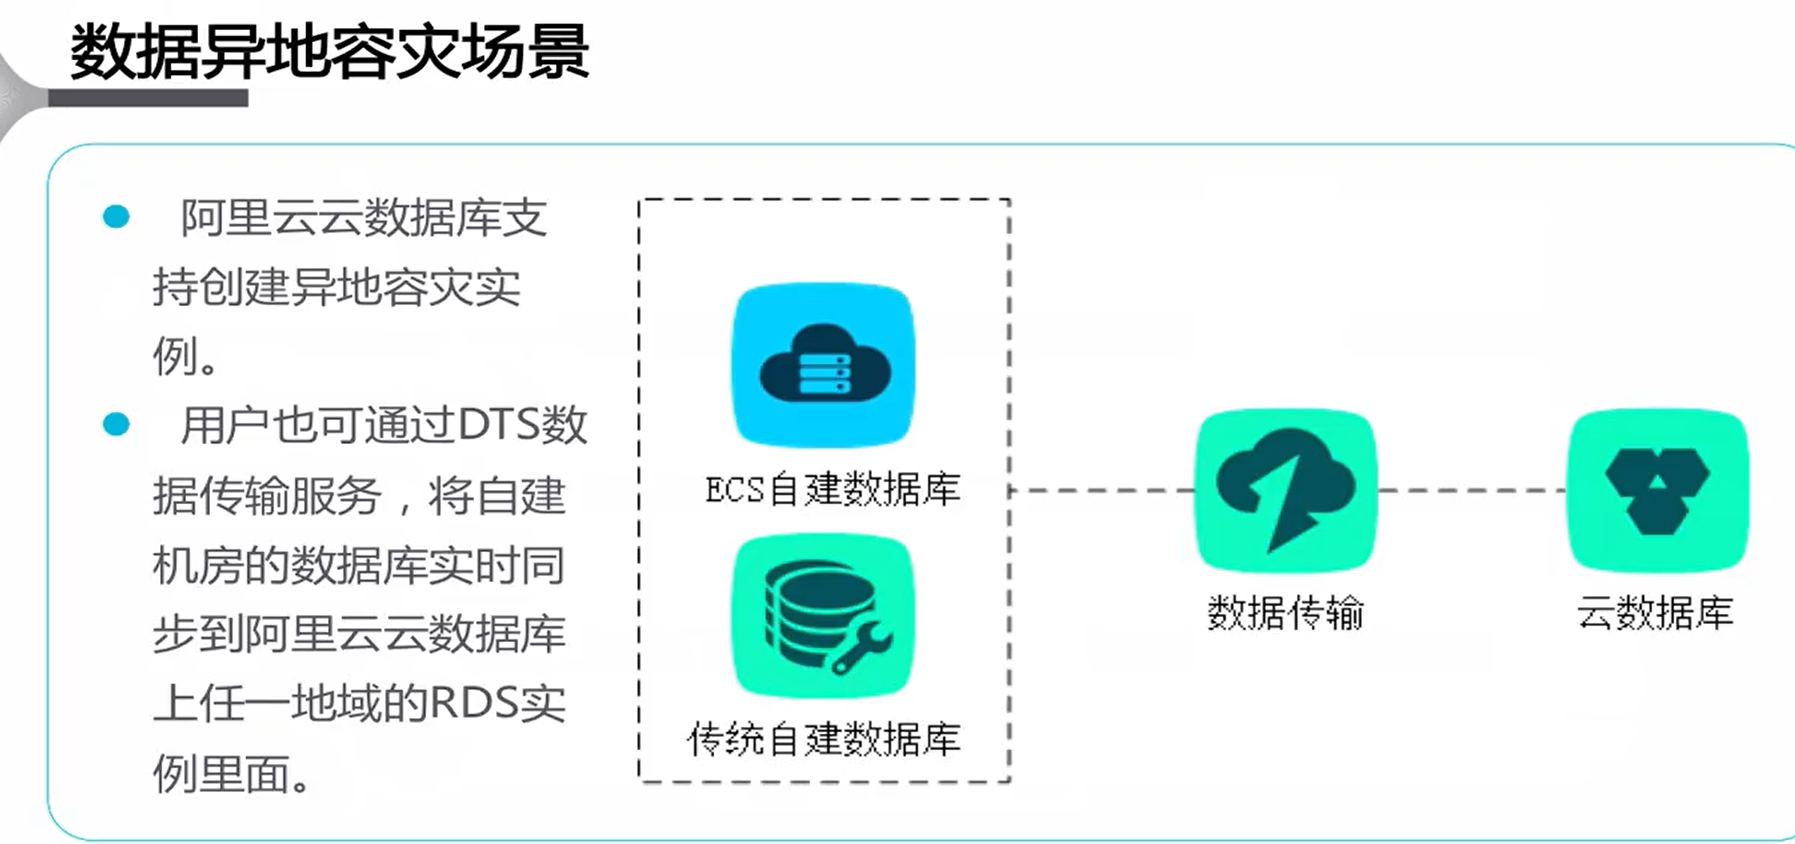 数据异地容灾场景
阿里云云数据库支
持创建异地容灾实
例。
用户也可通过DTS数
据传输服务，将自建
机房的数据库实时同
步到阿里云云数据库
上任一地域的RDS实
例里面。
ECS自建数据库
传统自建数据库
数据传输
云数据库